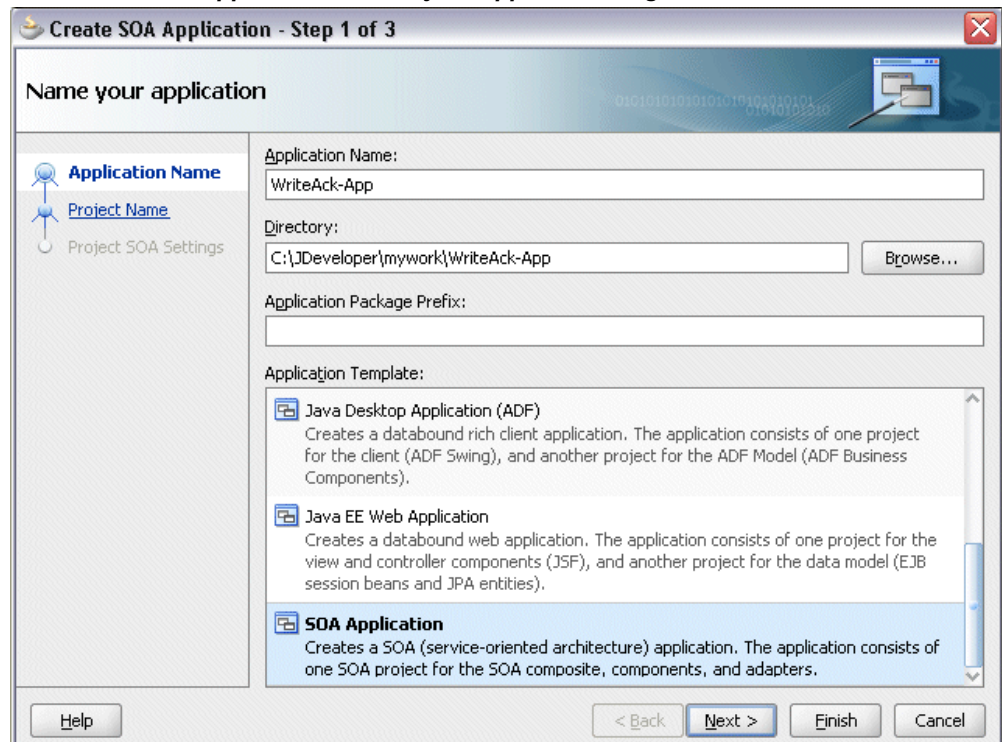 Create SOA Application - Step 1 of 3
Name your application
Application Name
Project Name
Project SOA Settings
Application Name:
WriteAck-App
Directory:
C:\JDeveloper\mywork\WriteAck-App
Browse...
Application Package Prefix:
Application Template:
Java Desktop Application (ADF)
Creates a databound rich client application. The application consists of one project
for the client (ADF Swing), and another project for the ADF Model (ADF Business
Components).
Java EE Web Application
Creates a databound web application. The application consists of one project for the
view and controller components (JSF), and another project for the data model (EJB
session beans and JPA entities).
SOA Application
Creates a SOA (service-oriented architecture) application. The application consists of
one SOA project for the SOA composite, components, and adapters.
Help
< Back
Next >
Finish
Cancel